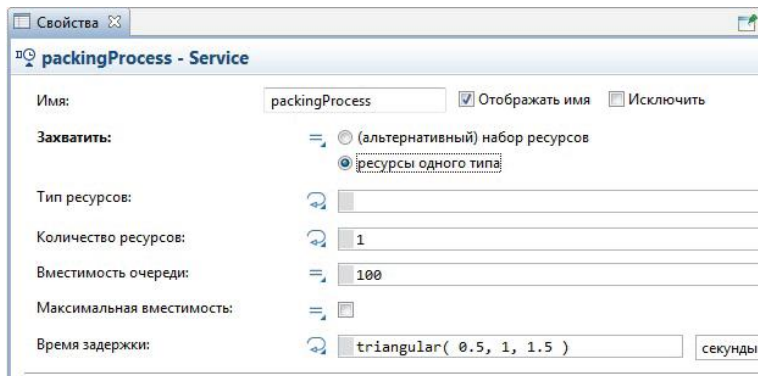 Свойства
packingProcess - Service
Имя: packingProcess Отображать имя Исключить
Захватить: (альтернативный) набор ресурсов
ресурсы одного типа
Тип ресурсов:
Количество ресурсов: 1
Вместимость очереди: 100
Максимальная вместимость:
Время задержки: triangular( 0.5, 1, 1.5 ) секунды